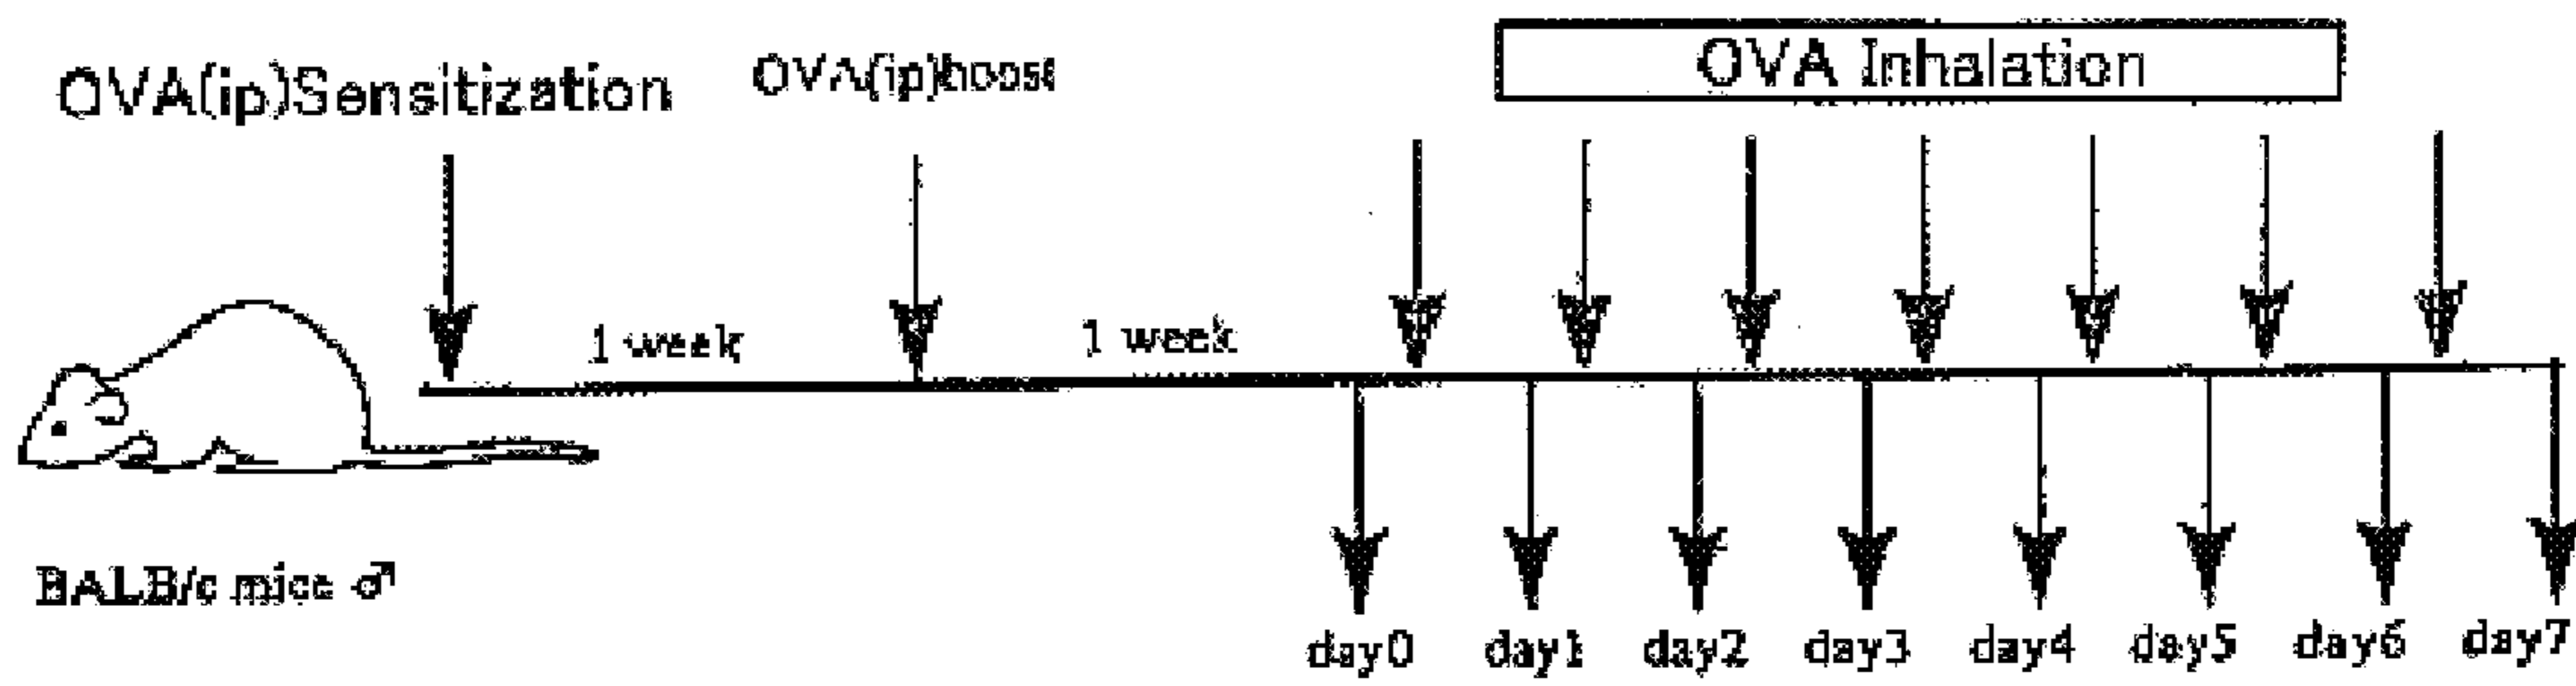 OVA(ip)Sensitization
OVA(ip)boost
OVA Inhalation
1 week
1 week
BALB/c mice ♂
day0 day1 day2 day3 day4 day5 day6 day7